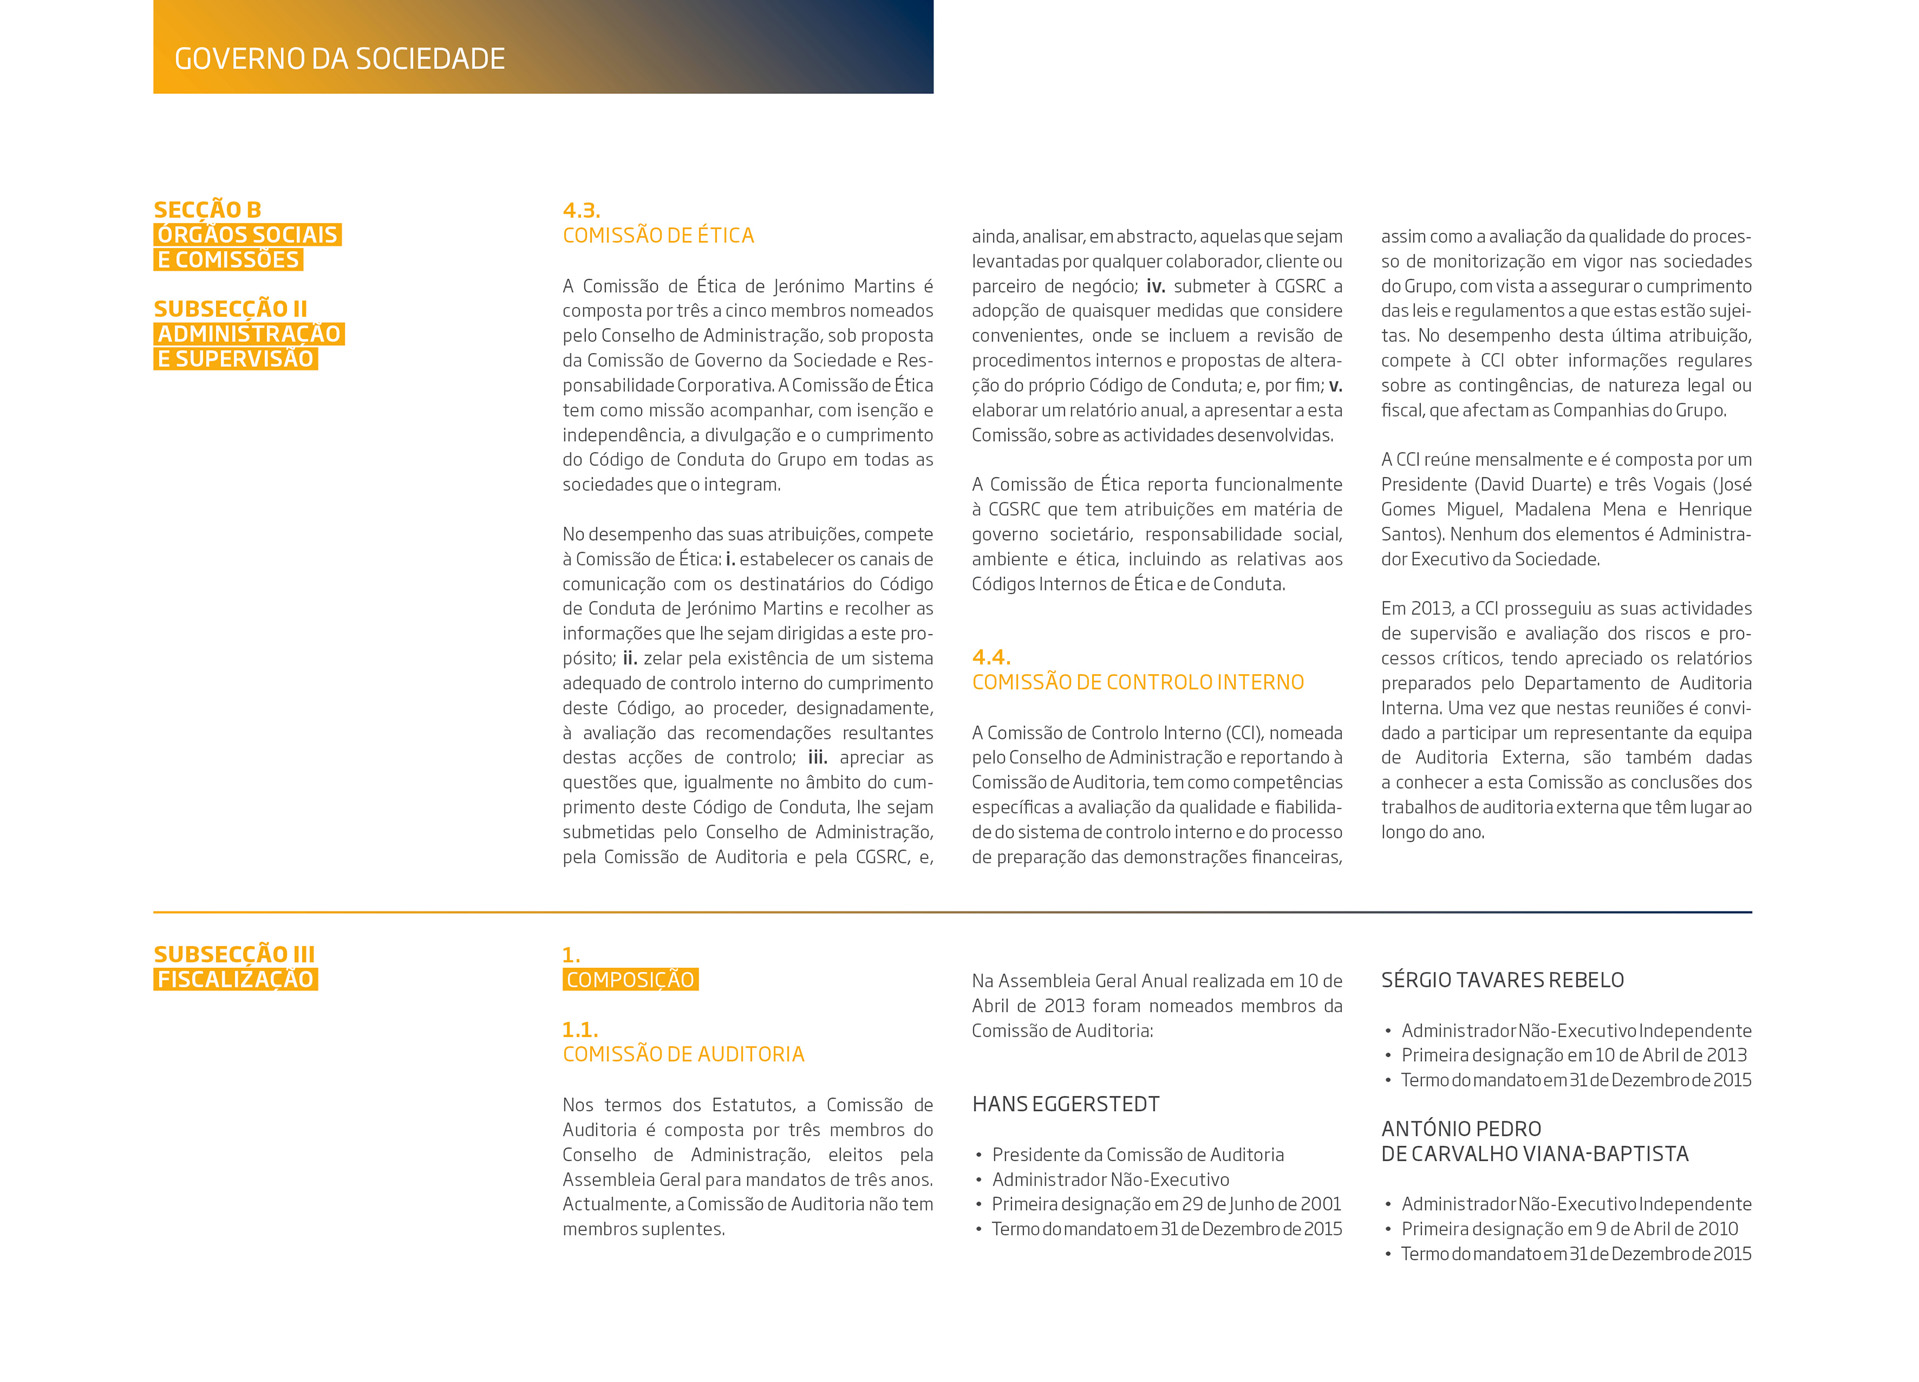 GOVERNO DA SOCIEDADE
SECÇÃO B
ÓRGÃOS SOCIAIS
E COMISSÕES
SUBSECÇÃO II
ADMINISTRAÇÃO
E SUPERVISÃO
4.3.
COMISSÃO DE ÉTICA
A Comissão de Ética de Jerónimo Martins é
composta por três a cinco membros nomeados
pelo Conselho de Administração, sob proposta
da Comissão de Governo da Sociedade e Res-
ponsabilidade Corporativa. A Comissão de Ética
tem como missão acompanhar, com isenção e
independência, a divulgação e o cumprimento
do Código de Conduta do Grupo em todas as
sociedades que o integram.
No desempenho das suas atribuições, compete
à Comissão de Ética: i. estabelecer os canais de
comunicação com os destinatários do Código
de Conduta de Jerónimo Martins e recolher as
informações que lhe sejam dirigidas a este pro-
pósito; ii. zelar pela existência de um sistema
adequado de controlo interno do cumprimento
deste Código, ao proceder, designadamente,
à avaliação das recomendações resultantes
destas acções de controlo; iii. apreciar as
questões que, igualmente no âmbito do cum-
primento deste Código de Conduta, lhe sejam
submetidas pelo Conselho de Administração,
pela Comissão de Auditoria e pela CGSRC, e,
ainda, analisar, em abstracto, aquelas que sejam
levantadas por qualquer colaborador, cliente ou
parceiro de negócio; iv. submeter à CGSRC a
adopção de quaisquer medidas que considere
convenientes, onde se incluem a revisão de
procedimentos internos e propostas de altera-
ção do próprio Código de Conduta; e, por fim; v.
elaborar um relatório anual, a apresentar a esta
Comissão, sobre as actividades desenvolvidas.
A Comissão de Ética reporta funcionalmente
à CGSRC que tem atribuições em matéria de
governo societário, responsabilidade social,
ambiente e ética, incluindo as relativas aos
Códigos Internos de Ética e de Conduta.
4.4.
COMISSÃO DE CONTROLO INTERNO
A Comissão de Controlo Interno (CCI), nomeada
pelo Conselho de Administração e reportando à
Comissão de Auditoria, tem como competências
específicas a avaliação da qualidade e fiabilida-
de do sistema de controlo interno e do processo
de preparação das demonstrações financeiras,
assim como a avaliação da qualidade do proces-
so de monitorização em vigor nas sociedades
do Grupo, com vista a assegurar o cumprimento
das leis e regulamentos a que estas estão sujei-
tas. No desempenho desta última atribuição,
compete à CCI obter informações regulares
sobre as contingências, de natureza legal ou
fiscal, que afectam as Companhias do Grupo.
A CCI reúne mensalmente e é composta por um
Presidente (David Duarte) e três Vogais (José
Gomes Miguel, Madalena Mena e Henrique
Santos). Nenhum dos elementos é Administra-
dor Executivo da Sociedade.
Em 2013, a CCI prosseguiu as suas actividades
de supervisão e avaliação dos riscos e pro-
cessos críticos, tendo apreciado os relatórios
preparados pelo Departamento de Auditoria
Interna. Uma vez que nestas reuniões é convi-
dado a participar um representante da equipa
de Auditoria Externa, são também dadas
a conhecer a esta Comissão as conclusões dos
trabalhos de auditoria externa que têm lugar ao
longo do ano.
SUBSECÇÃO III
FISCALIZAÇÃO
1.
COMPOSIÇÃO
1.1.
COMISSÃO DE AUDITORIA
Nos termos dos Estatutos, a Comissão de
Auditoria é composta por três membros do
Conselho de Administração, eleitos pela
Assembleia Geral para mandatos de três anos.
Actualmente, a Comissão de Auditoria não tem
membros suplentes.
Na Assembleia Geral Anual realizada em 10 de
Abril de 2013 foram nomeados membros da
Comissão de Auditoria:
HANS EGGERSTEDT
• Presidente da Comissão de Auditoria
• Administrador Não-Executivo
• Primeira designação em 29 de Junho de 2001
• Termo do mandato em 31 de Dezembro de 2015
SÉRGIO TAVARES REBELO
• Administrador Não-Executivo Independente
• Primeira designação em 10 de Abril de 2013
• Termo do mandato em 31 de Dezembro de 2015
ANTÓNIO PEDRO
DE CARVALHO VIANA-BAPTISTA
• Administrador Não-Executivo Independente
• Primeira designação em 9 de Abril de 2010
• Termo do mandato em 31 de Dezembro de 2015